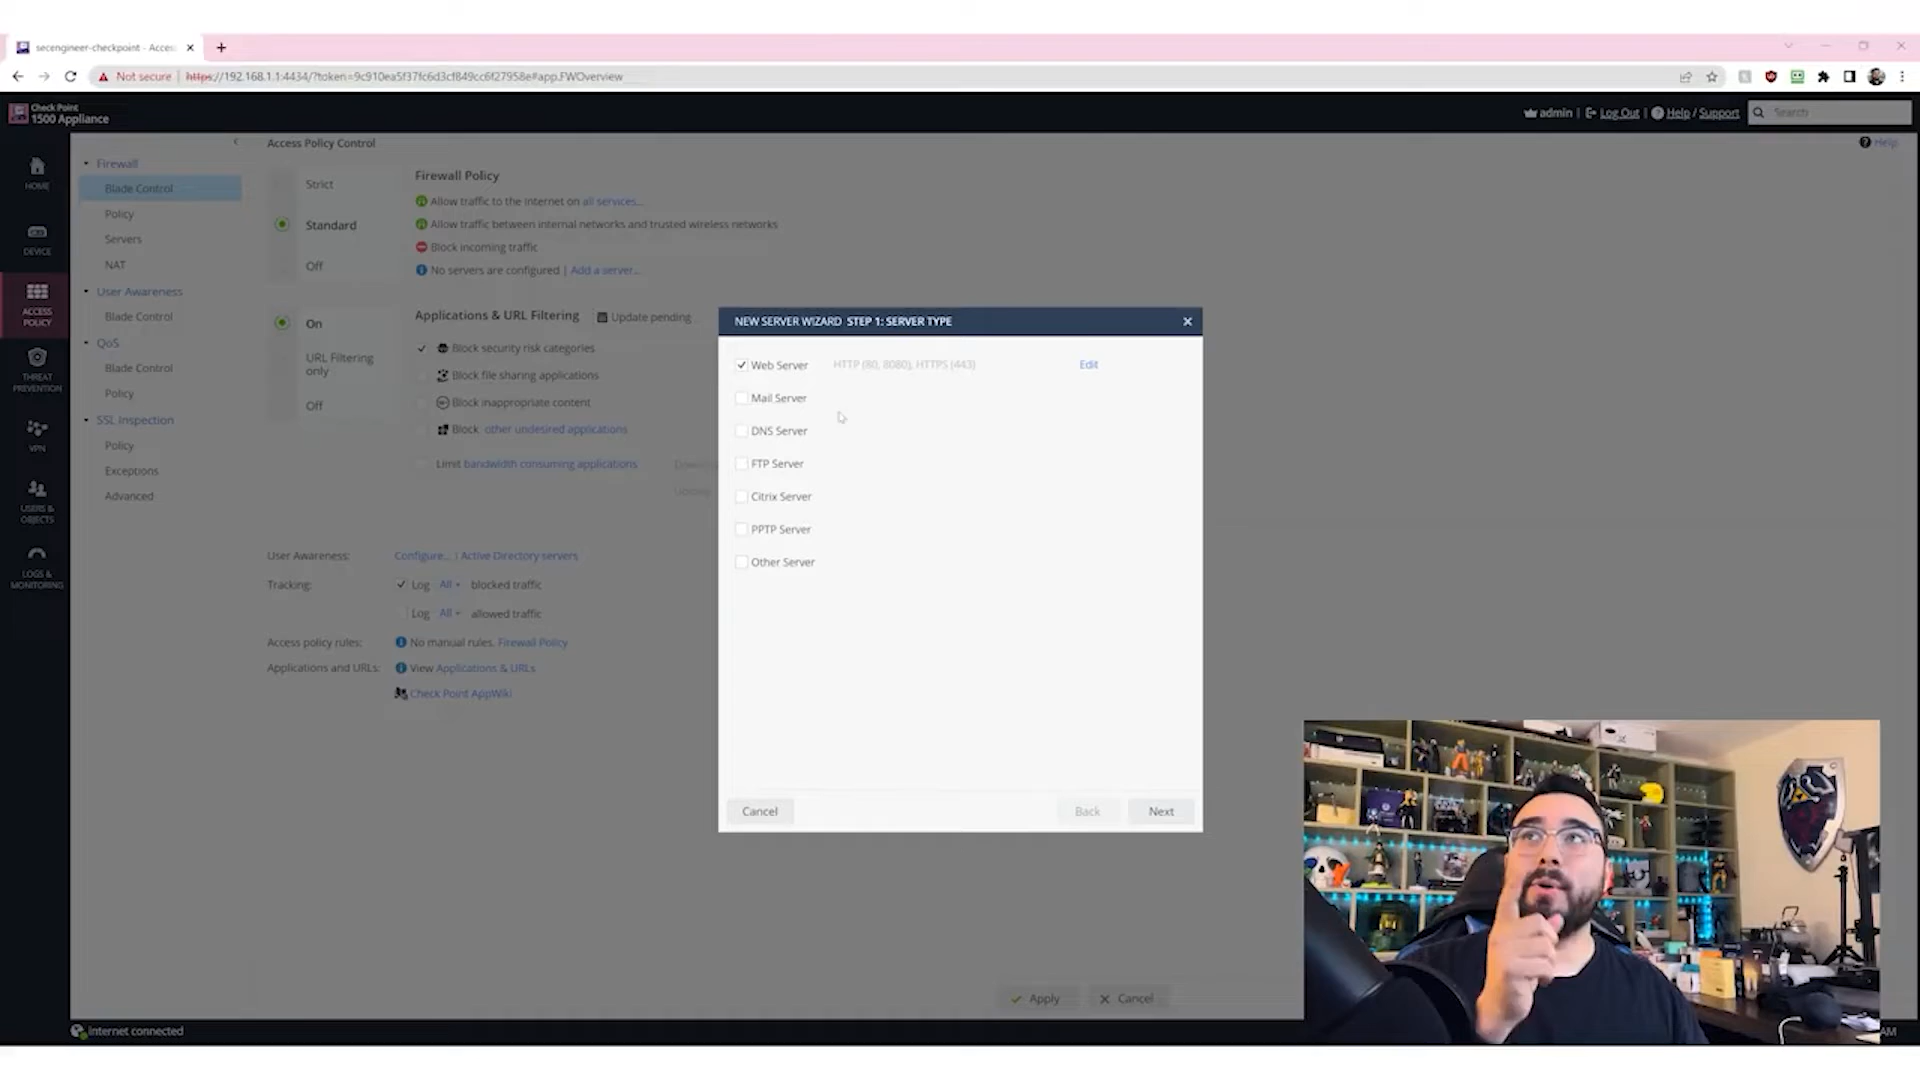 secengineer-checkpoint - Acces
Not secure | https://192.168.1.1:4434/?token=9c910ea5f37fc6d3cf849cc6f27958e#app.FWOverview
Check Point
1500 Appliance
admin | Log Out | Help / Support
Search
Access Policy Control
Help
HOME
DEVICE
ACCESS
POLICY
THREAT
PREVENTION
VPN
USERS &
OBJECTS
LOGS &
MONITORING
Firewall
Blade Control
Policy
Servers
NAT
User Awareness
Blade Control
QoS
Blade Control
Policy
SSL Inspection
Policy
Exceptions
Advanced
Strict
Standard
Off
Firewall Policy
Allow traffic to the Internet on all services...
Allow traffic between internal networks and trusted wireless networks
Block incoming traffic
No servers are configured | Add a server...
On
URL Filtering
only
Off
Applications & URL Filtering
Update pending
Block security risk categories
Block file sharing applications
Block inappropriate content
Block other undesired applications
Limit bandwidth consuming applications
User Awareness: Configure... | Active Directory servers
Tracking: Log All blocked traffic
Log All allowed traffic
Access policy rules: No manual rules. Firewall Policy
Applications and URLs: View Applications & URLs
Check Point AppWiki
NEW SERVER WIZARD STEP 1: SERVER TYPE
Web Server HTTP (80, 8080), HTTPS (443) Edit
Mail Server
DNS Server
FTP Server
Citrix Server
PPTP Server
Other Server
Cancel
Back
Next
Apply
Cancel
Internet connected
AM